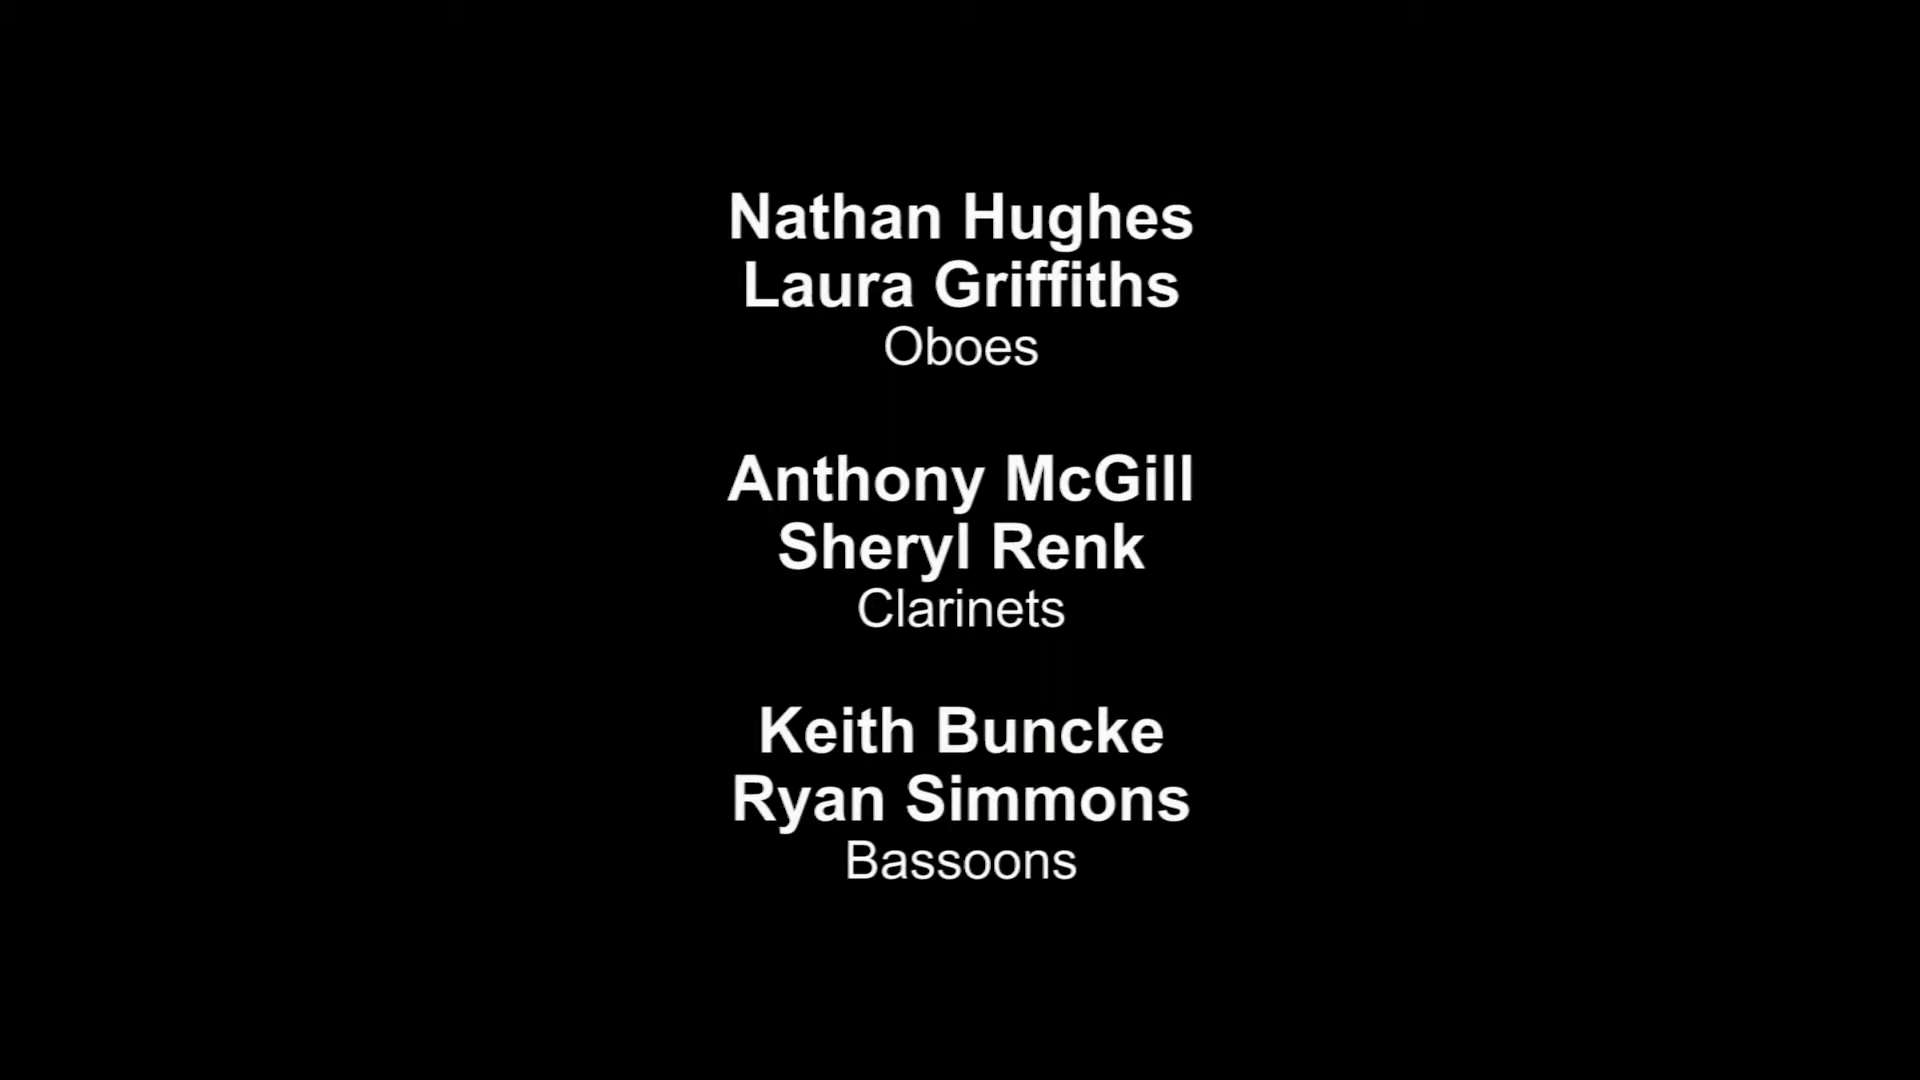 Nathan Hughes
Laura Griffiths
Oboes
Anthony McGill
Sheryl Renk
Clarinets
Keith Buncke
Ryan Simmons
Bassoons